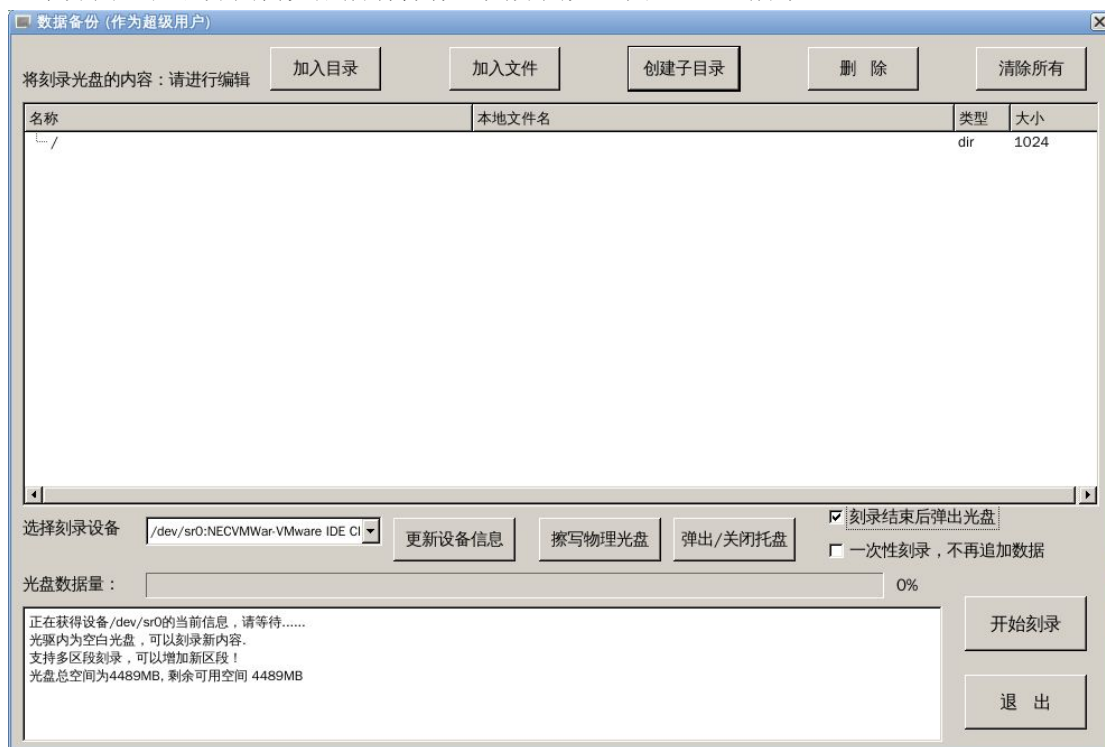 数据备份 (作为超级用户)
将刻录光盘的内容：请进行编辑 加入目录 加入文件 创建子目录 删 除 清除所有
名称 本地文件名 类型 大小
/ dir 1024
选择刻录设备 /dev/sr0:NECVMWar-VMware IDE CI 更新设备信息 擦写物理光盘 弹出/关闭托盘 刻录结束后弹出光盘
一次性刻录，不再追加数据
光盘数据量： 0%
正在获得设备/dev/sr0的当前信息，请等待......
光驱内为空白光盘，可以刻录新内容.
支持多区段刻录，可以增加新区段！
光盘总空间为4489MB, 剩余可用空间 4489MB
开始刻录
退 出